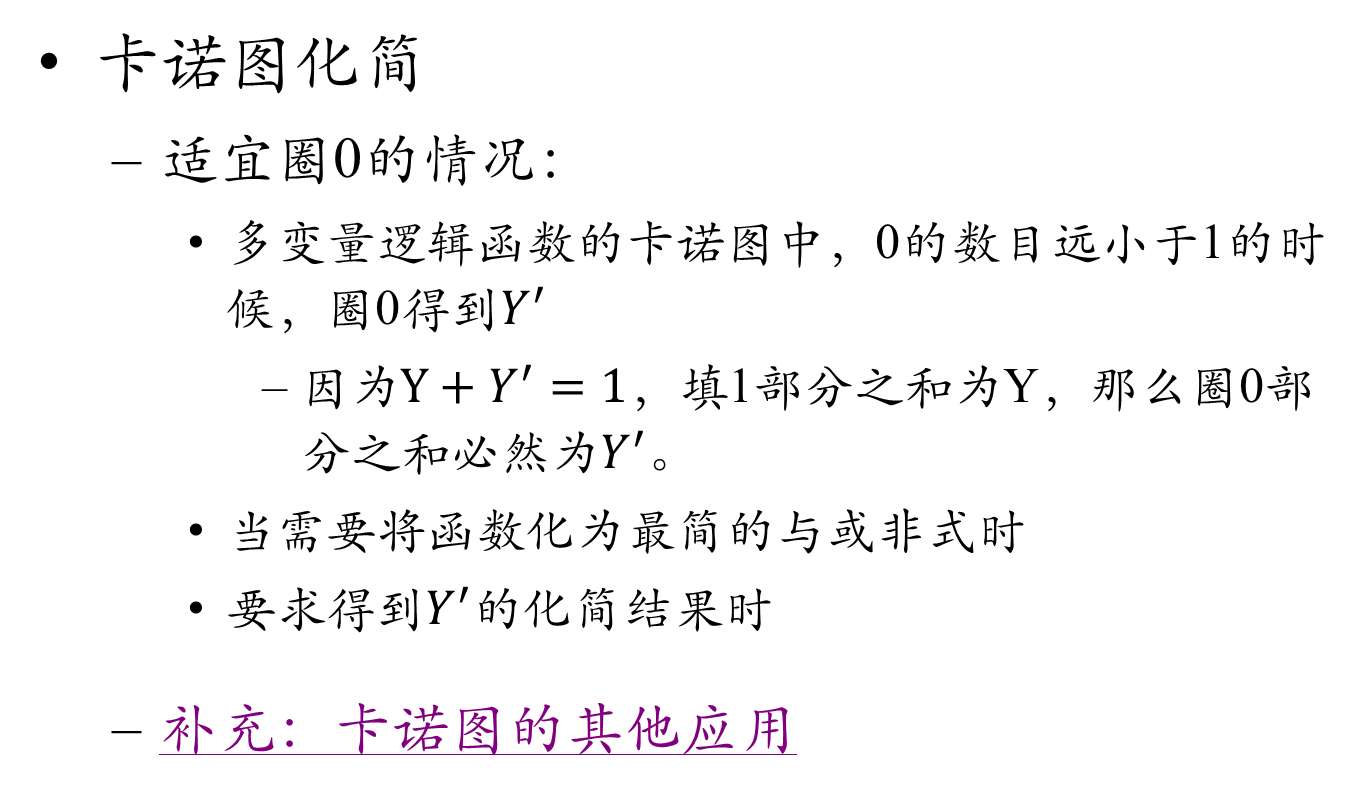 • 卡诺图化简
– 适宜圈0的情况：
• 多变量逻辑函数的卡诺图中，0的数目远小于1的时
候，圈0得到Y′
– 因为Y + Y′ = 1，填1部分之和为Y，那么圈0部
分之和必然为Y′。
• 当需要将函数化为最简的与或非式时
• 要求得到Y′的化简结果时
– 补充：卡诺图的其他应用